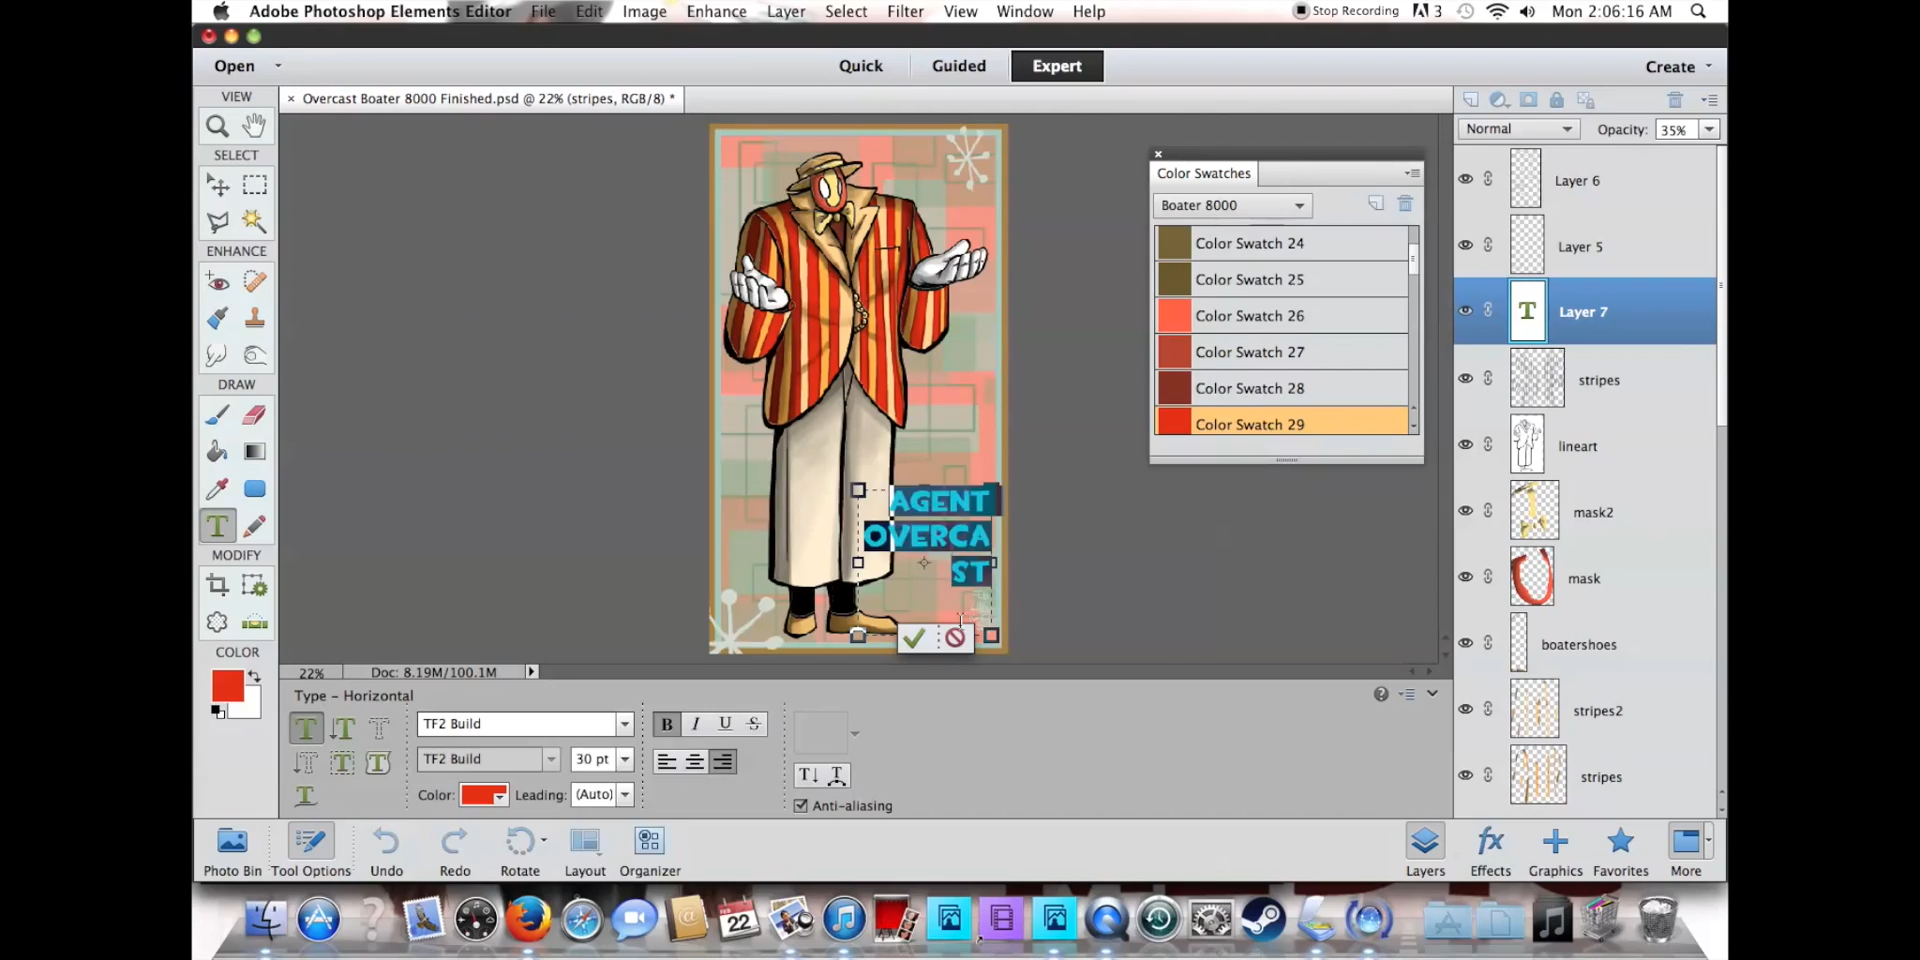 Adobe Photoshop Elements Editor File Edit Image Enhance Layer Select Filter View Window Help Stop Recording 3 Mon 2:06:16 AM
Open Quick Guided Expert Create
VIEW
× Overcast Boater 8000 Finished.psd @ 22% (stripes, RGB/8) *
Normal Opacity: 35%
SELECT
Color Swatches
Layer 6
Boater 8000
Color Swatch 24
Layer 5
ENHANCE
Color Swatch 25
Color Swatch 26
Layer 7
Color Swatch 27
stripes
DRAW
Color Swatch 28
Color Swatch 29
lineart
AGENT
OVERCA
ST
mask2
MODIFY
mask
boatershoes
COLOR
22% Doc: 8.19M/100.1M
Type - Horizontal
stripes2
TF2 Build B I U S
TF2 Build 30 pt
stripes
Color: Leading: (Auto)
Anti-aliasing
Photo Bin Tool Options Undo Redo Rotate Layout Organizer Layers Effects Graphics Favorites More
FEB
22